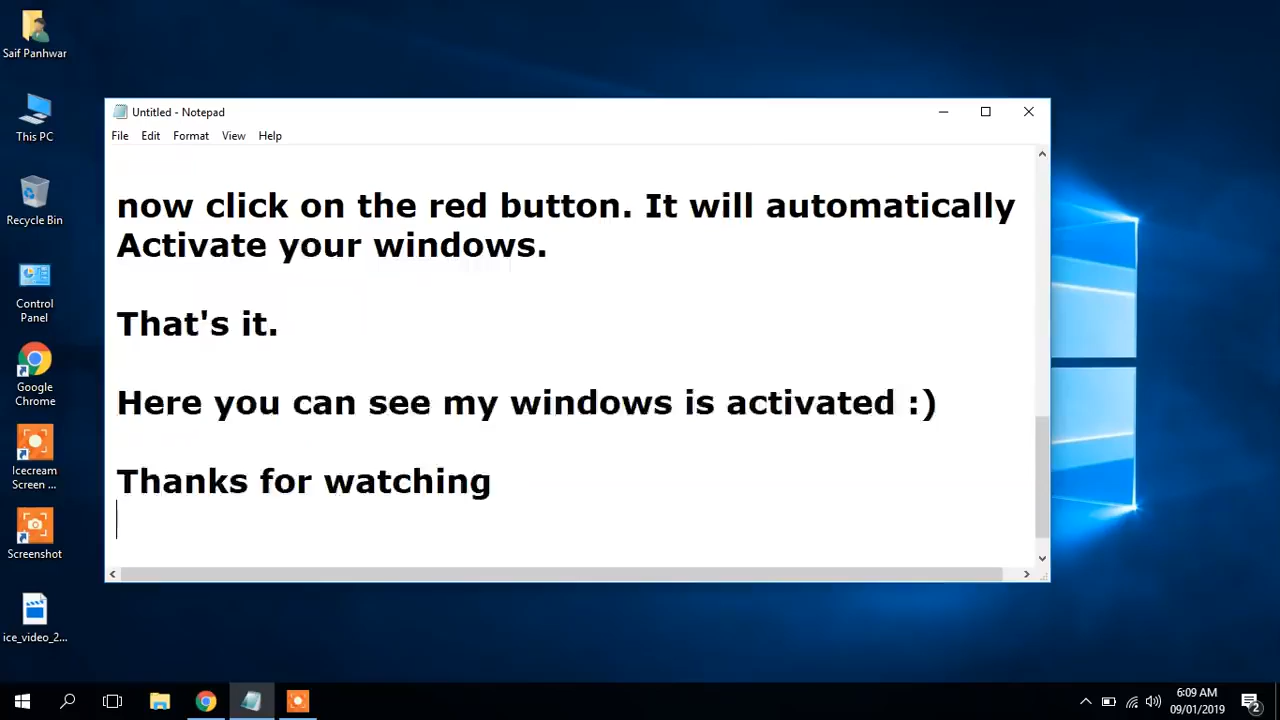 Saif Panhwar
This PC
Recycle Bin
Control
Panel
Google
Chrome
Icecream
Screen ...
Screenshot
ice_video_2...
Untitled - Notepad
File Edit Format View Help
now click on the red button. It will automatically
Activate your windows.
That's it.
Here you can see my windows is activated :)
Thanks for watching
6:09 AM
09/01/2019
2